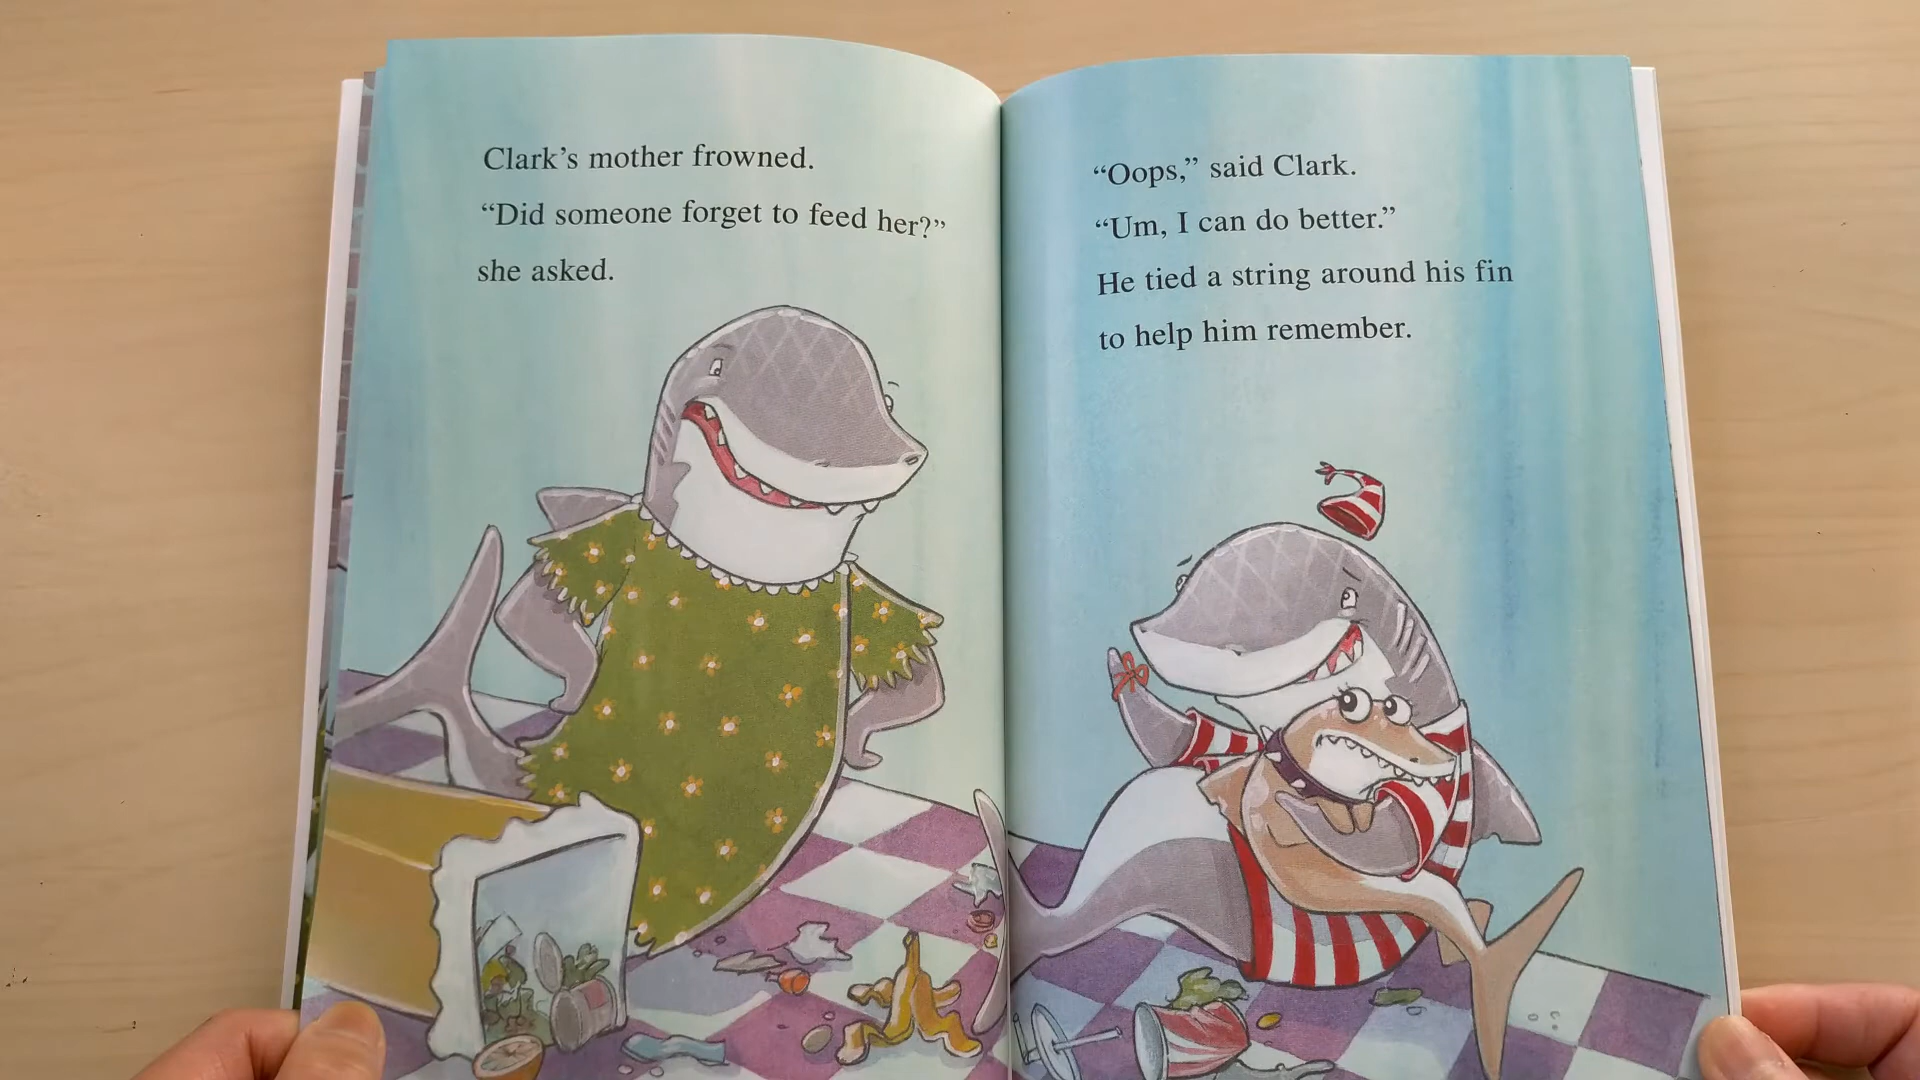 Clark’s mother frowned.
“Did someone forget to feed her?”
she asked.
“Oops,” said Clark.
“Um, I can do better.”
He tied a string around his fin
to help him remember.